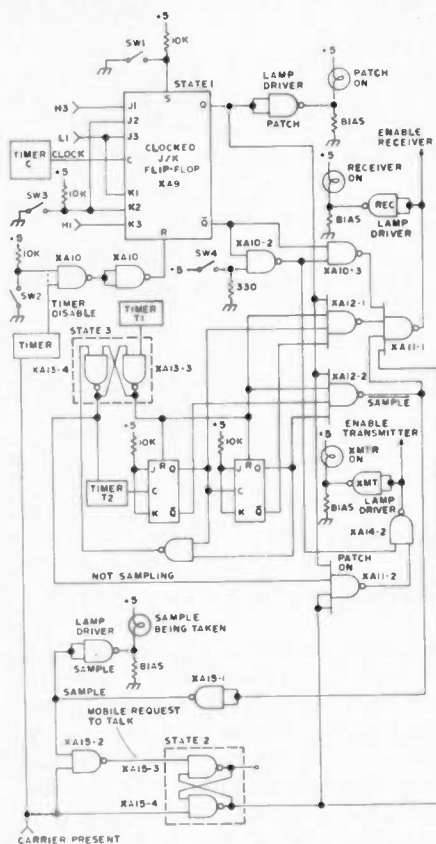 +5
SW1
10K
STATE 1
S
H3
J1
J2
L1
J3
TIMER
C
CLOCK
C
CLOCKED
J/K
FLIP-FLOP
XA9
Q
Q̄
K1
K2
K3
R
+5
SW3
10K
H1
LAMP
DRIVER
PATCH
+5
PATCH
ON
BIAS
ENABLE
RECEIVER
+5
RECEIVER
ON
REC
BIAS
LAMP
DRIVER
+5
10K
XA10
XA10
SW2
TIMER
DISABLE
TIMER
SW4
+5
330
XA10-2
XA10-3
XA12-1
XA11-1
TIMER
T1
STATE 3
XA13-4
XA13-3
XA12-2
SAMPLE
ENABLE
TRANSMITTER
+5
10K
+5
10K
J
R
Q
C
K
Q̄
J
R
Q
C
K
Q̄
TIMER
T2
+5
XMTR
ON
XMT
LAMP
DRIVER
BIAS
XA14-2
PATCH
ON
XA11-2
NOT SAMPLING
+5
LAMP
DRIVER
SAMPLE
SAMPLE
BEING TAKEN
BIAS
SAMPLE
XA15-1
MOBILE REQUEST
TO TALK
XA15-2
STATE 2
XA15-3
XA15-4
CARRIER PRESENT